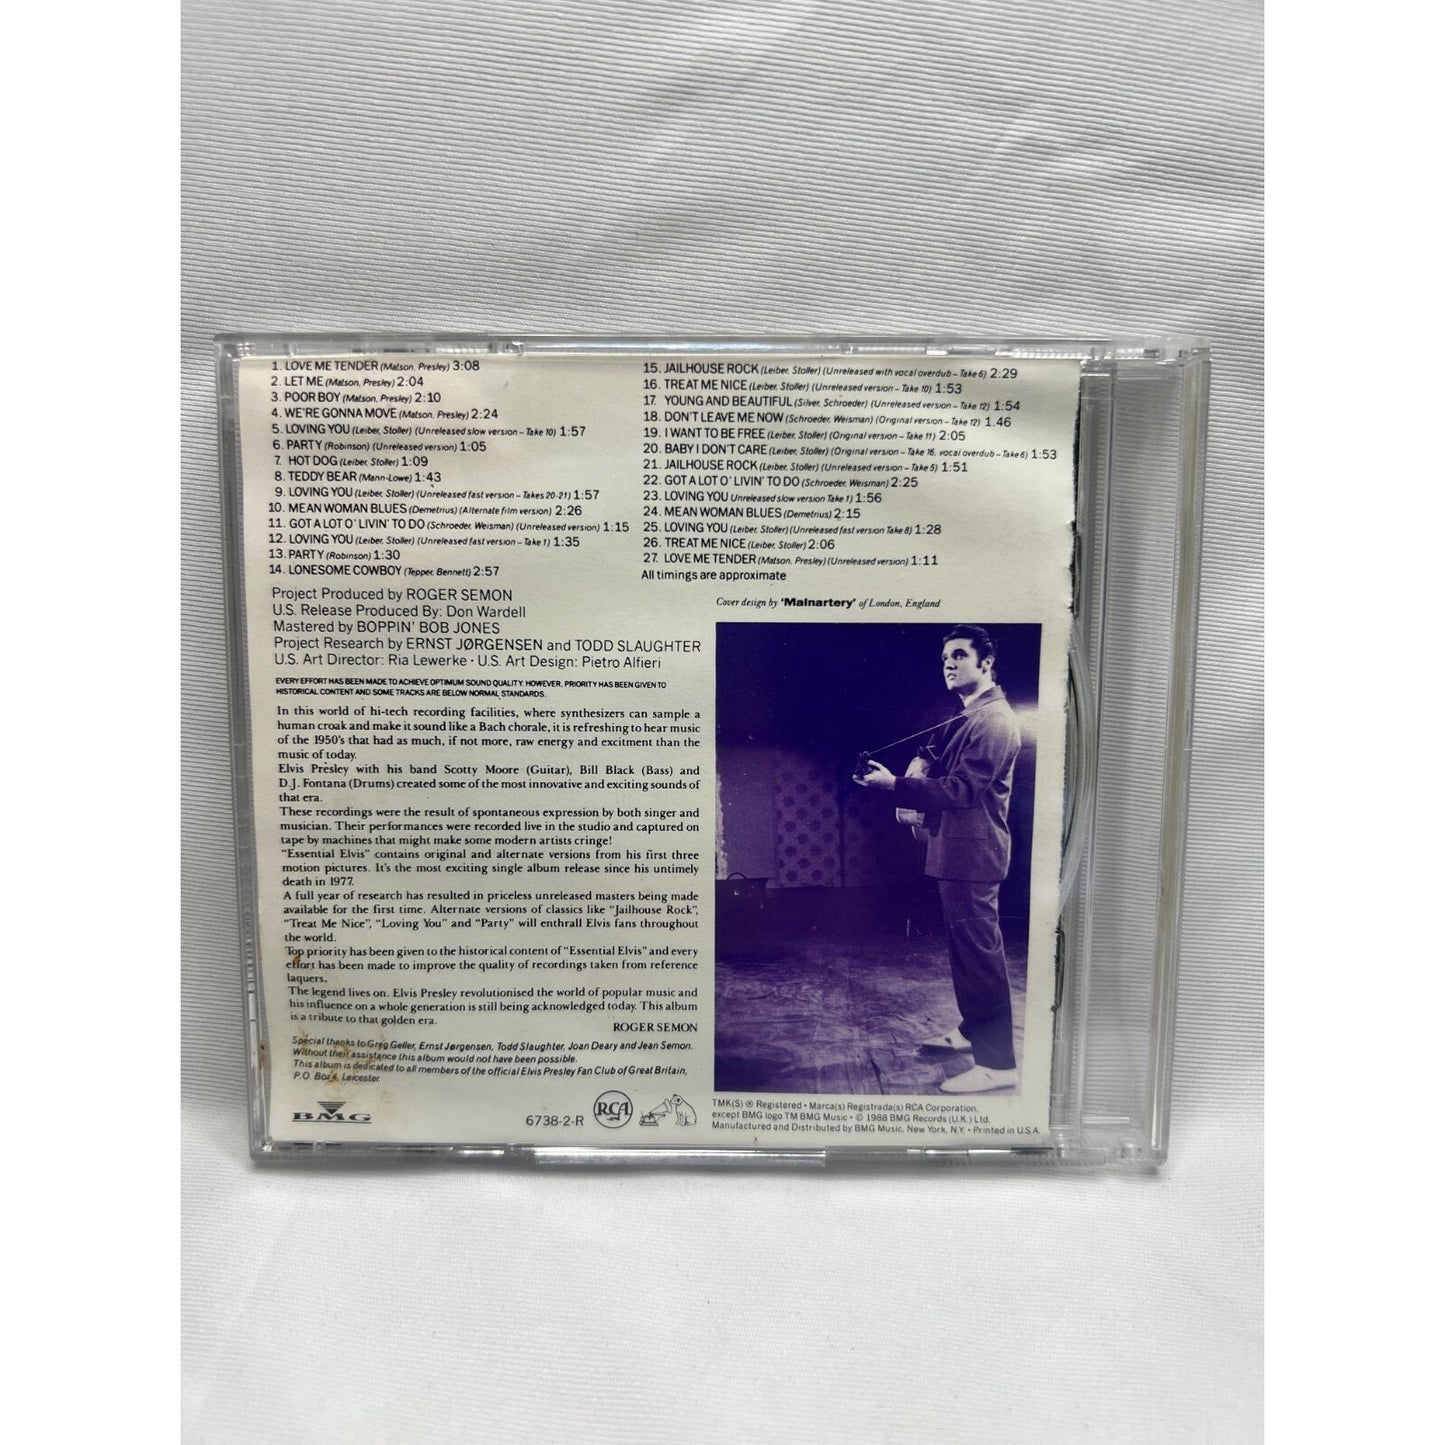 1. LOVE ME TENDER (Matson, Presley) 3:08
2. LET ME (Matson, Presley) 2:04
3. POOR BOY (Matson, Presley) 2:10
4. WE'RE GONNA MOVE (Matson, Presley) 2:24
5. LOVING YOU (Leiber, Stoller) (Unreleased slow version – Take 10) 1:57
6. PARTY (Robinson) (Unreleased version) 1:05
7. HOT DOG (Leiber, Stoller) 1:09
8. TEDDY BEAR (Mann-Lowe) 1:43
9. LOVING YOU (Leiber, Stoller) (Unreleased fast version – Takes 20-21) 1:57
10. MEAN WOMAN BLUES (Demetrius) (Alternate film version) 2:26
11. GOT A LOT O' LIVIN' TO DO (Schroeder, Weisman) (Unreleased version) 1:15
12. LOVING YOU (Leiber, Stoller) (Unreleased fast version – Take 1) 1:35
13. PARTY (Robinson) 1:30
14. LONESOME COWBOY (Tepper, Bennett) 2:57
15. JAILHOUSE ROCK (Leiber, Stoller) (Unreleased with vocal overdub – Take 6) 2:29
16. TREAT ME NICE (Leiber, Stoller) (Unreleased version – Take 10) 1:53
17. YOUNG AND BEAUTIFUL (Silver, Schroeder) (Unreleased version – Take 12) 1:54
18. DON'T LEAVE ME NOW (Schroeder, Weisman) (Original version – Take 12) 1.46
19. I WANT TO BE FREE (Leiber, Stoller) (Original version – Take 11) 2:05
20. BABY I DON'T CARE (Leiber, Stoller) (Original version – Take 16, vocal overdub – Take 6) 1:53
21. JAILHOUSE ROCK (Leiber, Stoller) (Unreleased version – Take 5) 1:51
22. GOT A LOT O' LIVIN' TO DO (Schroeder, Weisman) 2:25
23. LOVING YOU Unreleased slow version Take 1) 1:56
24. MEAN WOMAN BLUES (Demetrius) 2:15
25. LOVING YOU (Leiber, Stoller) (Unreleased fast version Take 8) 1:28
26. TREAT ME NICE (Leiber, Stoller) 2:06
27. LOVE ME TENDER (Matson, Presley) (Unreleased version) 1:11
All timings are approximate
Project Produced by ROGER SEMON
U.S. Release Produced By: Don Wardell
Mastered by BOPPIN' BOB JONES
Project Research by ERNST JØRGENSEN and TODD SLAUGHTER
U.S. Art Director: Ria Lewerke • U.S. Art Design: Pietro Alfieri
EVERY EFFORT HAS BEEN MADE TO ACHIEVE OPTIMUM SOUND QUALITY. HOWEVER, PRIORITY HAS BEEN GIVEN TO
HISTORICAL CONTENT AND SOME TRACKS ARE BELOW NORMAL STANDARDS.
In this world of hi-tech recording facilities, where synthesizers can sample a
human croak and make it sound like a Bach chorale, it is refreshing to hear music
of the 1950's that had as much, if not more, raw energy and excitment than the
music of today.
Elvis Presley with his band Scotty Moore (Guitar), Bill Black (Bass) and
D.J. Fontana (Drums) created some of the most innovative and exciting sounds of
that era.
These recordings were the result of spontaneous expression by both singer and
musician. Their performances were recorded live in the studio and captured on
tape by machines that might make some modern artists cringe!
"Essential Elvis" contains original and alternate versions from his first three
motion pictures. It's the most exciting single album release since his untimely
death in 1977.
A full year of research has resulted in priceless unreleased masters being made
available for the first time. Alternate versions of classics like "Jailhouse Rock",
"Treat Me Nice", "Loving You" and "Party" will enthrall Elvis fans throughout
the world.
Top priority has been given to the historical content of "Essential Elvis" and every
effort has been made to improve the quality of recordings taken from reference
laquers.
The legend lives on. Elvis Presley revolutionised the world of popular music and
his influence on a whole generation is still being acknowledged today. This album
is a tribute to that golden era.
ROGER SEMON
Special thanks to Greg Geller, Ernst Jørgensen, Todd Slaughter, Joan Deary and Jean Semon.
Without their assistance this album would not have been possible.
This album is dedicated to all members of the official Elvis Presley Fan Club of Great Britain,
P.O. Box 4, Leicester.
Cover design by 'Malnartery' of London, England
BMG
6738-2-R
RCA
TMK(S) ® Registered • Marca(s) Registrada(s) RCA Corporation,
except BMG logo TM BMG Music • © 1988 BMG Records (U.K.) Ltd.
Manufactured and Distributed by BMG Music, New York, N.Y. • Printed in U.S.A.